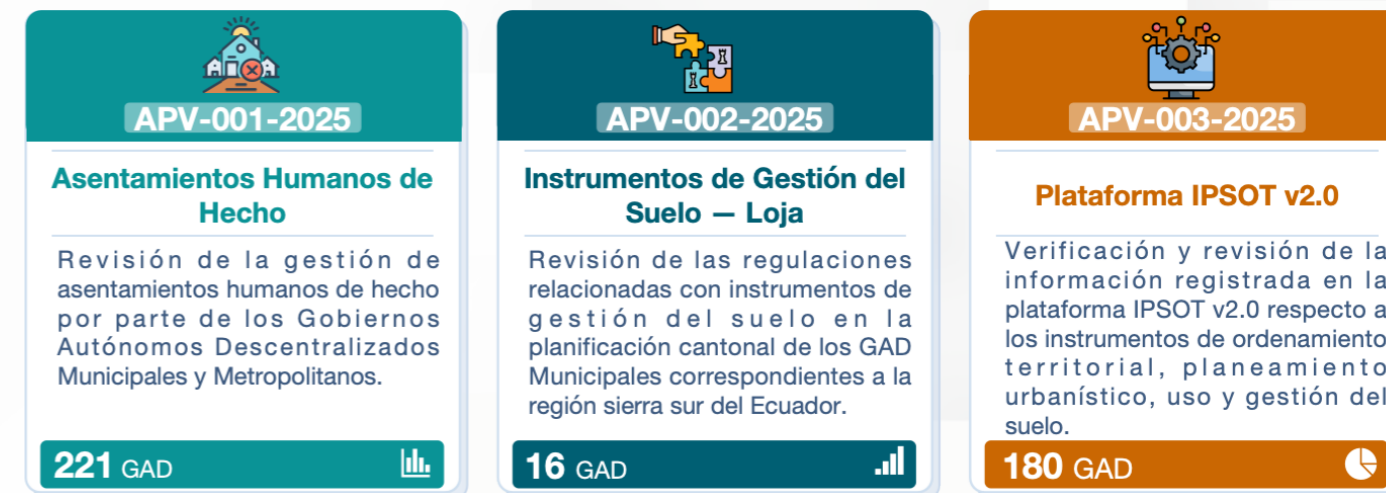 APV-001-2025
Asentamientos Humanos de
Hecho
Revisión de la gestión de
asentamientos humanos de hecho
por parte de los Gobiernos
Autónomos Descentralizados
Municipales y Metropolitanos.
221 GAD
APV-002-2025
Instrumentos de Gestión del
Suelo — Loja
Revisión de las regulaciones
relacionadas con instrumentos de
gestión del suelo en la
planificación cantonal de los GAD
Municipales correspondientes a la
región sierra sur del Ecuador.
16 GAD
APV-003-2025
Plataforma IPSOT v2.0
Verificación y revisión de la
información registrada en la
plataforma IPSOT v2.0 respecto a
los instrumentos de ordenamiento
territorial, planeamiento
urbanístico, uso y gestión del
suelo.
180 GAD